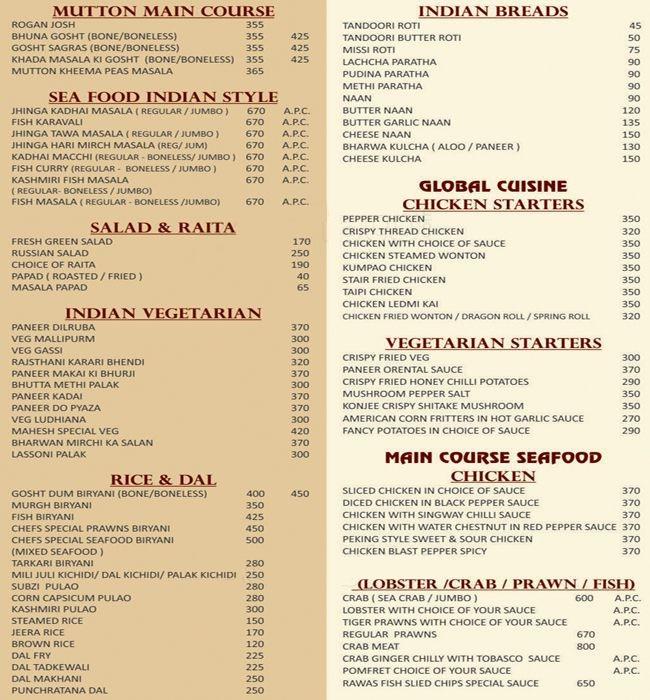 MUTTON MAIN COURSE
ROGAN JOSH 355
BHUNA GOSHT (BONE/BONELESS) 355 425
GOSHT SAGRAS (BONE/BONELESS) 355 425
KHADA MASALA KI GOSHT (BONE/BONELESS) 355 425
MUTTON KHEEMA PEAS MASALA 365
SEA FOOD INDIAN STYLE
JHINGA KADHAI MASALA ( REGULAR / JUMBO ) 670 A.P.C.
FISH KARAVALI 670 A.P.C.
JHINGA TAWA MASALA ( REGULAR / JUMBO ) 670 A.P.C.
JHINGA HARI MIRCH MASALA (REG/ JUM) 670 A.P.C.
KADHAI MACCHI (REGULAR - BONELESS/ JUMBO ) 670 A.P.C.
FISH CURRY (REGULAR - BONELESS / JUMBO ) 670 A.P.C.
KASHMIRI FISH MASALA 670 A.P.C.
( REGULAR- BONELESS / JUMBO)
FISH MASALA ( REGULAR - BONELESS /JUMBO) 670 A.P.C.
SALAD & RAITA
FRESH GREEN SALAD 170
RUSSIAN SALAD 250
CHOICE OF RAITA 190
PAPAD ( ROASTED / FRIED ) 40
MASALA PAPAD 65
INDIAN VEGETARIAN
PANEER DILRUBA 370
VEG MALLIPURM 300
VEG GASSI 300
RAJSTHANI KARARI BHENDI 320
PANEER MAKAI KI BHURJI 370
BHUTTA METHI PALAK 300
PANEER KADAI 370
PANEER DO PYAZA 370
VEG LUDHIANA 300
MAHESH SPECIAL VEG 420
BHARWAN MIRCHI KA SALAN 370
LASSONI PALAK 300
RICE & DAL
GOSHT DUM BIRYANI (BONE/BONELESS) 400 450
MURGH BIRYANI 350
FISH BIRYANI 425
CHEFS SPECIAL PRAWNS BIRYANI 450
CHEFS SPECIAL SEAFOOD BIRYANI 500
(MIXED SEAFOOD )
TARKARI BIRYANI 280
MILI JULI KICHIDI/ DAL KICHIDI/ PALAK KICHIDI 250
SUBZI PULAO 280
CORN CAPSICUM PULAO 280
KASHMIRI PULAO 300
STEAMED RICE 150
JEERA RICE 170
BROWN RICE 120
DAL FRY 225
DAL TADKEWALI 225
DAL MAKHANI 250
PUNCHRATANA DAL 250
INDIAN BREADS
TANDOORI ROTI 45
TANDOORI BUTTER ROTI 50
MISSI ROTI 75
LACHCHA PARATHA 90
PUDINA PARATHA 90
METHI PARATHA 90
NAAN 90
BUTTER NAAN 120
BUTTER GARLIC NAAN 135
CHEESE NAAN 150
BHARWA KULCHA ( ALOO / PANEER ) 130
CHEESE KULCHA 150
GLOBAL CUISINE
CHICKEN STARTERS
PEPPER CHICKEN 350
CRISPY THREAD CHICKEN 320
CHICKEN WITH CHOICE OF SAUCE 350
CHICKEN STEAMED WONTON 350
KUMPAO CHICKEN 350
STAIR FRIED CHICKEN 350
TAIPI CHICKEN 350
CHICKEN LEDMI KAI 350
CHICKEN FRIED WONTON / DRAGON ROLL / SPRING ROLL 320
VEGETARIAN STARTERS
CRISPY FRIED VEG 300
PANEER ORENTAL SAUCE 370
CRISPY FRIED HONEY CHILLI POTATOES 290
MUSHROOM PEPPER SALT 350
KONJEE CRISPY SHITAKE MUSHROOM 350
AMERICAN CORN FRITTERS IN HOT GARLIC SAUCE 270
FANCY POTATOES IN CHOICE OF SAUCE 290
MAIN COURSE SEAFOOD
CHICKEN
SLICED CHICKEN IN CHOICE OF SAUCE 370
DICED CHICKEN IN BLACK PEPPER SAUCE 370
CHICKEN WITH SINGWAY CHILLI SAUCE 370
CHICKEN WITH WATER CHESTNUT IN RED PEPPER SAUCE 370
PEKING STYLE SWEET & SOUR CHICKEN 370
CHICKEN BLAST PEPPER SPICY 370
(LOBSTER /CRAB / PRAWN / FISH)
CRAB ( SEA CRAB / JUMBO ) 600 A.P.C.
LOBSTER WITH CHOICE OF YOUR SAUCE A.P.C.
TIGER PRAWNS WITH CHOICE OF YOUR SAUCE A.P.C.
REGULAR PRAWNS 670
CRAB MEAT 800
CRAB GINGER CHILLY WITH TOBASCO SAUCE A.P.C.
POMFRET CHOICE OF YOUR SAUCE A.P.C.
RAWAS FISH SLIED CHIPS SPECIAL SAUCE 650